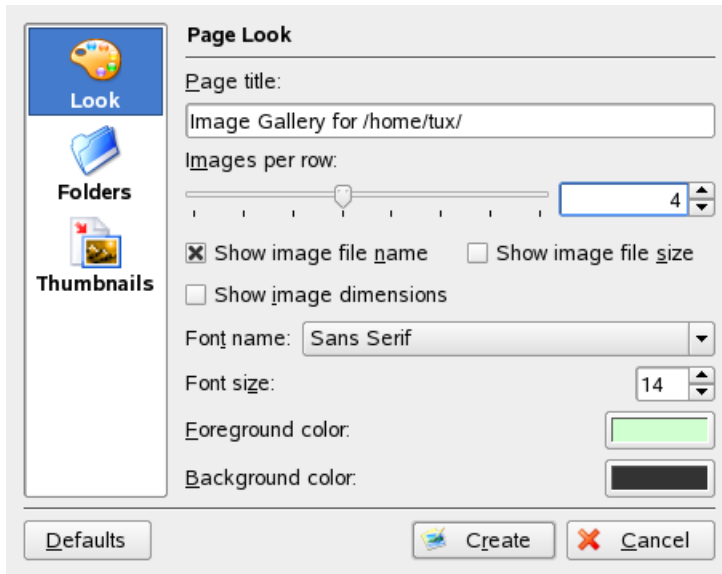 Look
Folders
Thumbnails
Page Look
Page title:
Image Gallery for /home/tux/
Images per row:
4
Show image file name
Show image file size
Show image dimensions
Font name: Sans Serif
Font size: 14
Foreground color:
Background color:
Defaults
Create
Cancel